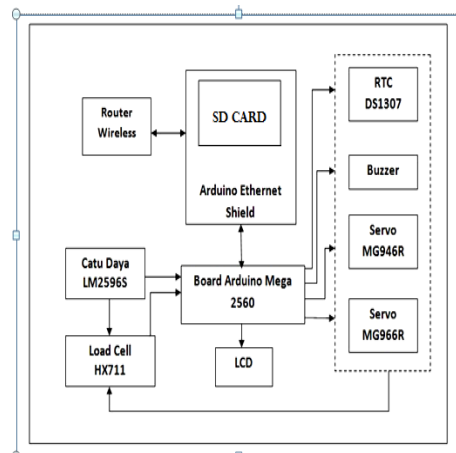 Router
Wireless
SD CARD
Arduino Ethernet
Shield
RTC
DS1307
Buzzer
Servo
MG946R
Servo
MG966R
Catu Daya
LM2596S
Board Arduino Mega
2560
Load Cell
HX711
LCD